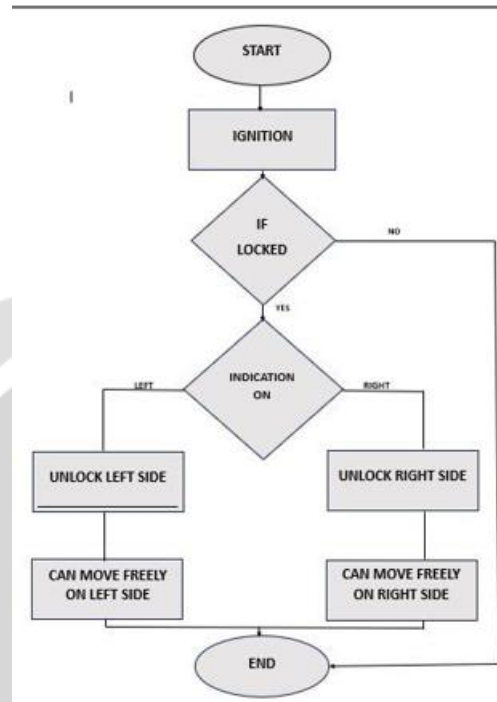 START
IGNITION
IF
LOCKED
NO
YES
INDICATION
ON
LEFT
RIGHT
UNLOCK LEFT SIDE
UNLOCK RIGHT SIDE
CAN MOVE FREELY
ON LEFT SIDE
CAN MOVE FREELY
ON RIGHT SIDE
END